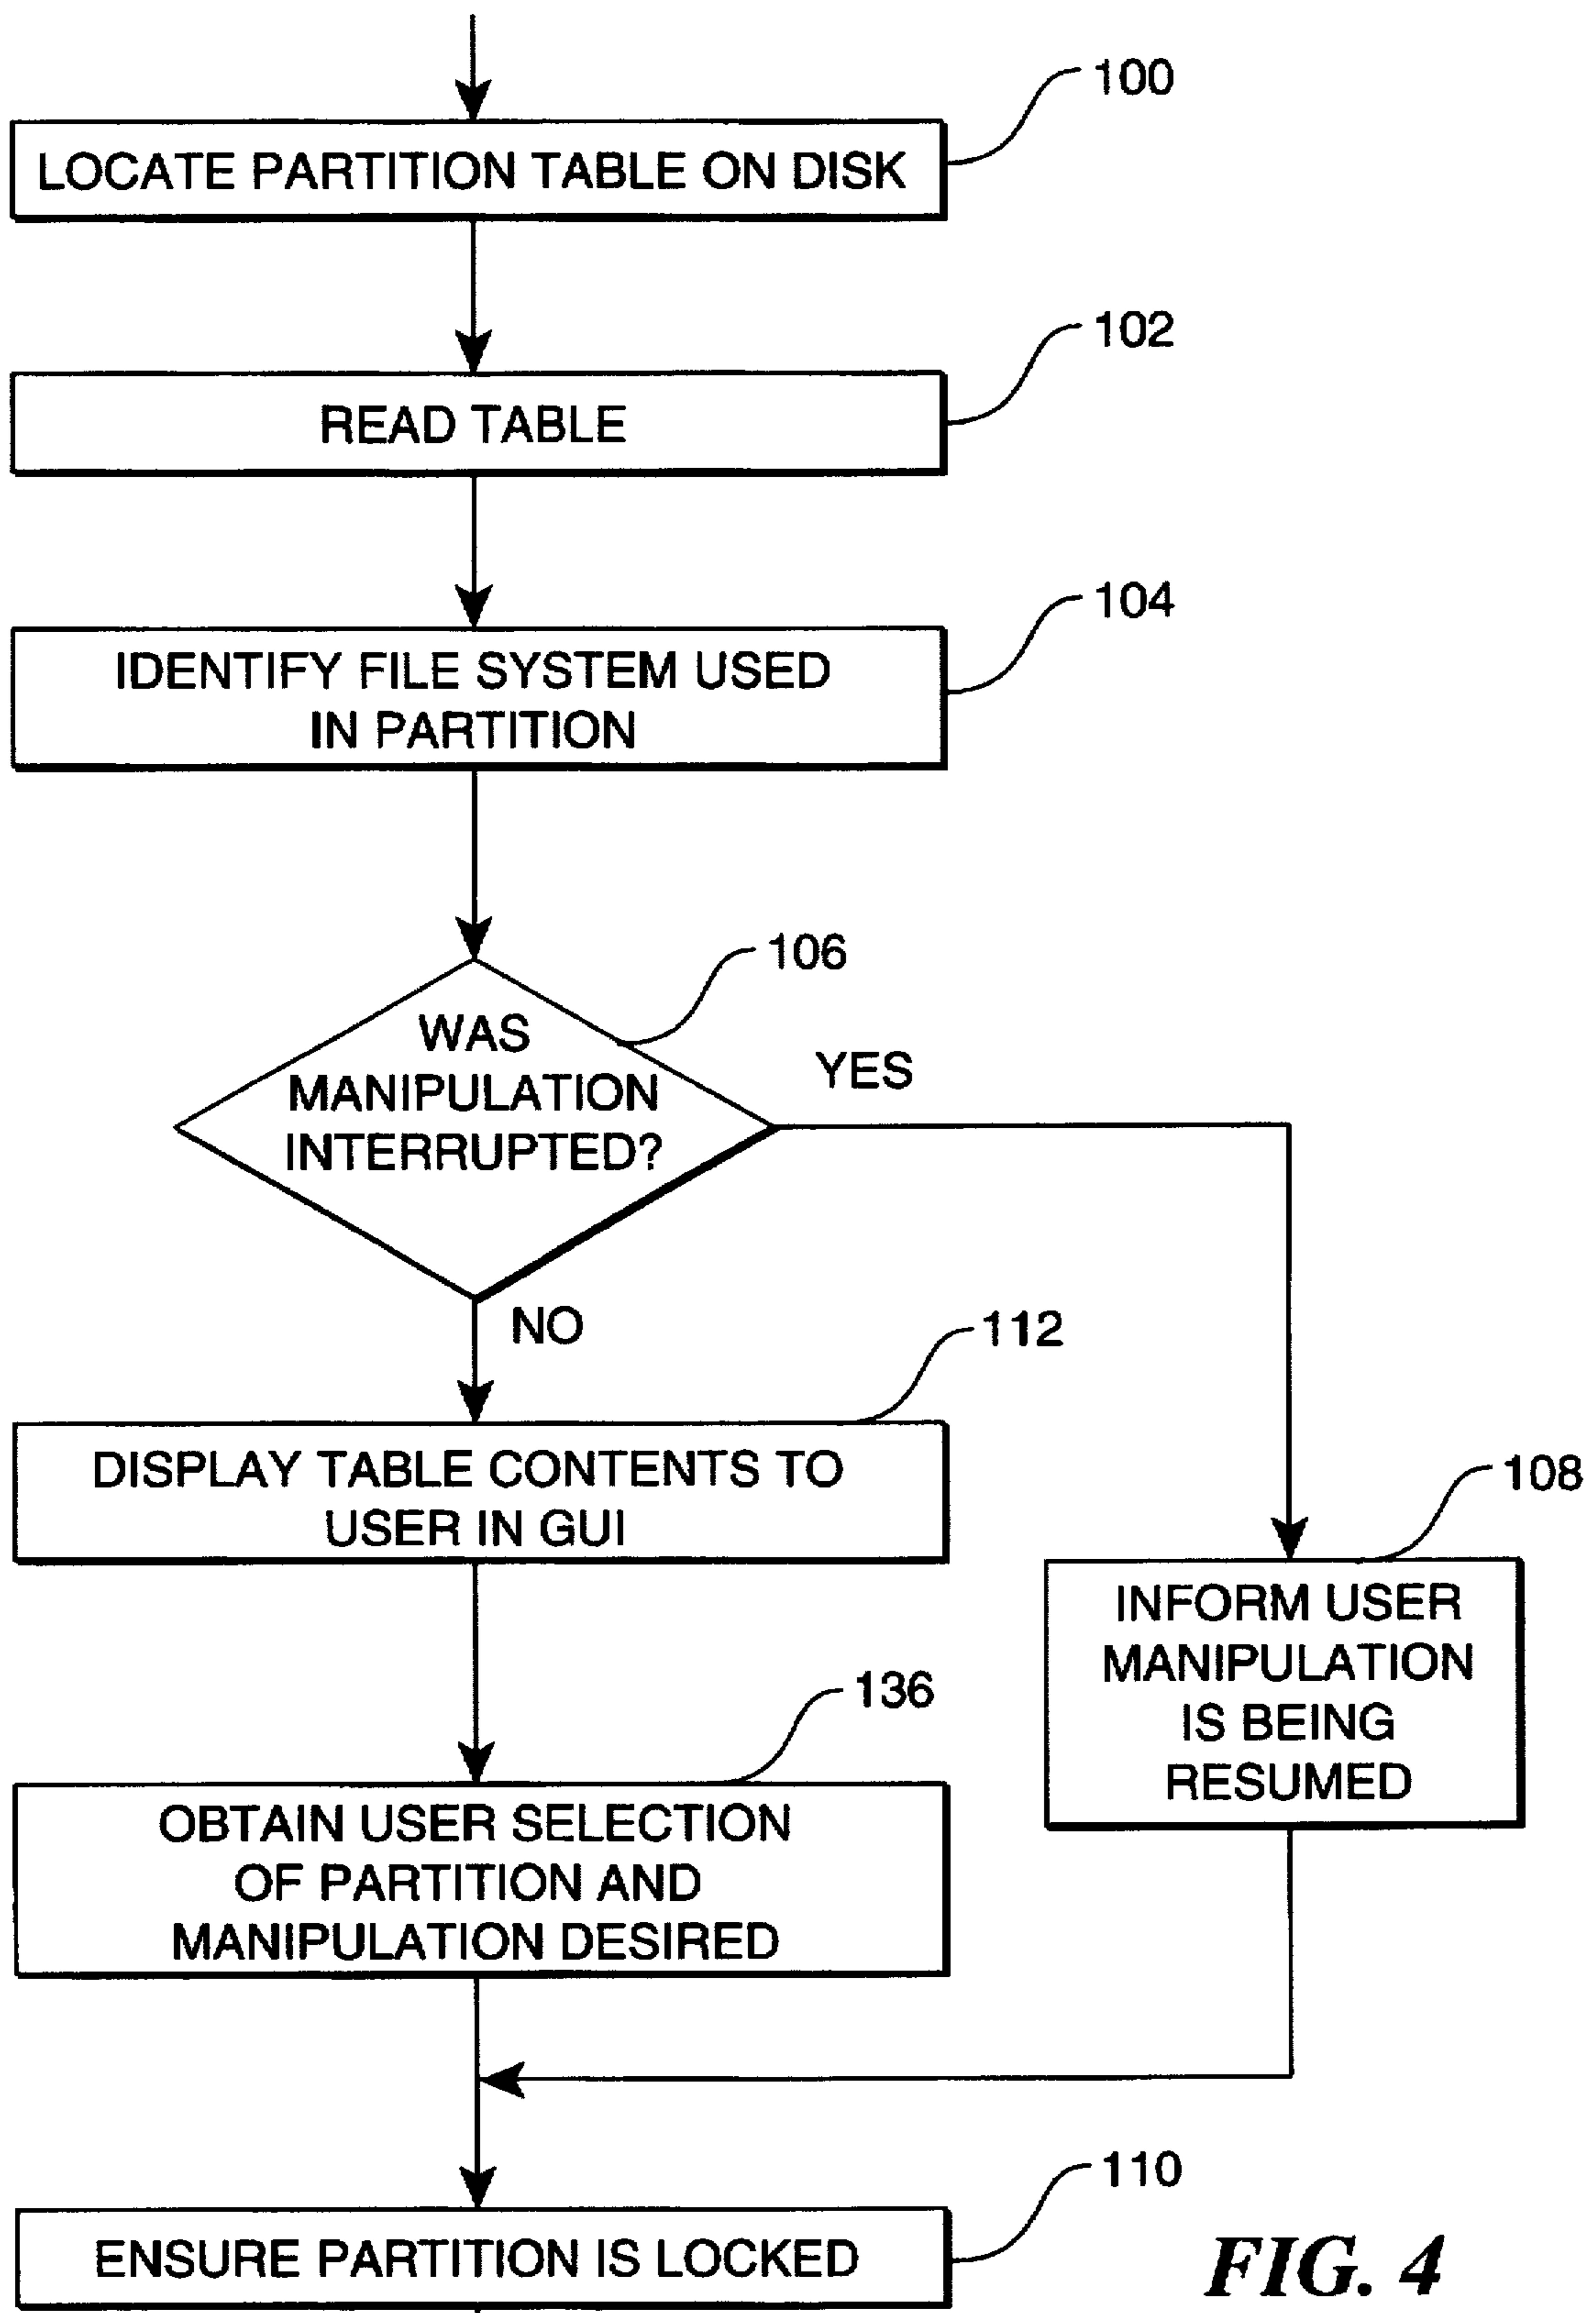 100
LOCATE PARTITION TABLE ON DISK
102
READ TABLE
104
IDENTIFY FILE SYSTEM USED
IN PARTITION
106
WAS
MANIPULATION
INTERRUPTED?
YES
NO
112
DISPLAY TABLE CONTENTS TO
USER IN GUI
108
INFORM USER
MANIPULATION
IS BEING
RESUMED
136
OBTAIN USER SELECTION
OF PARTITION AND
MANIPULATION DESIRED
110
ENSURE PARTITION IS LOCKED
FIG. 4